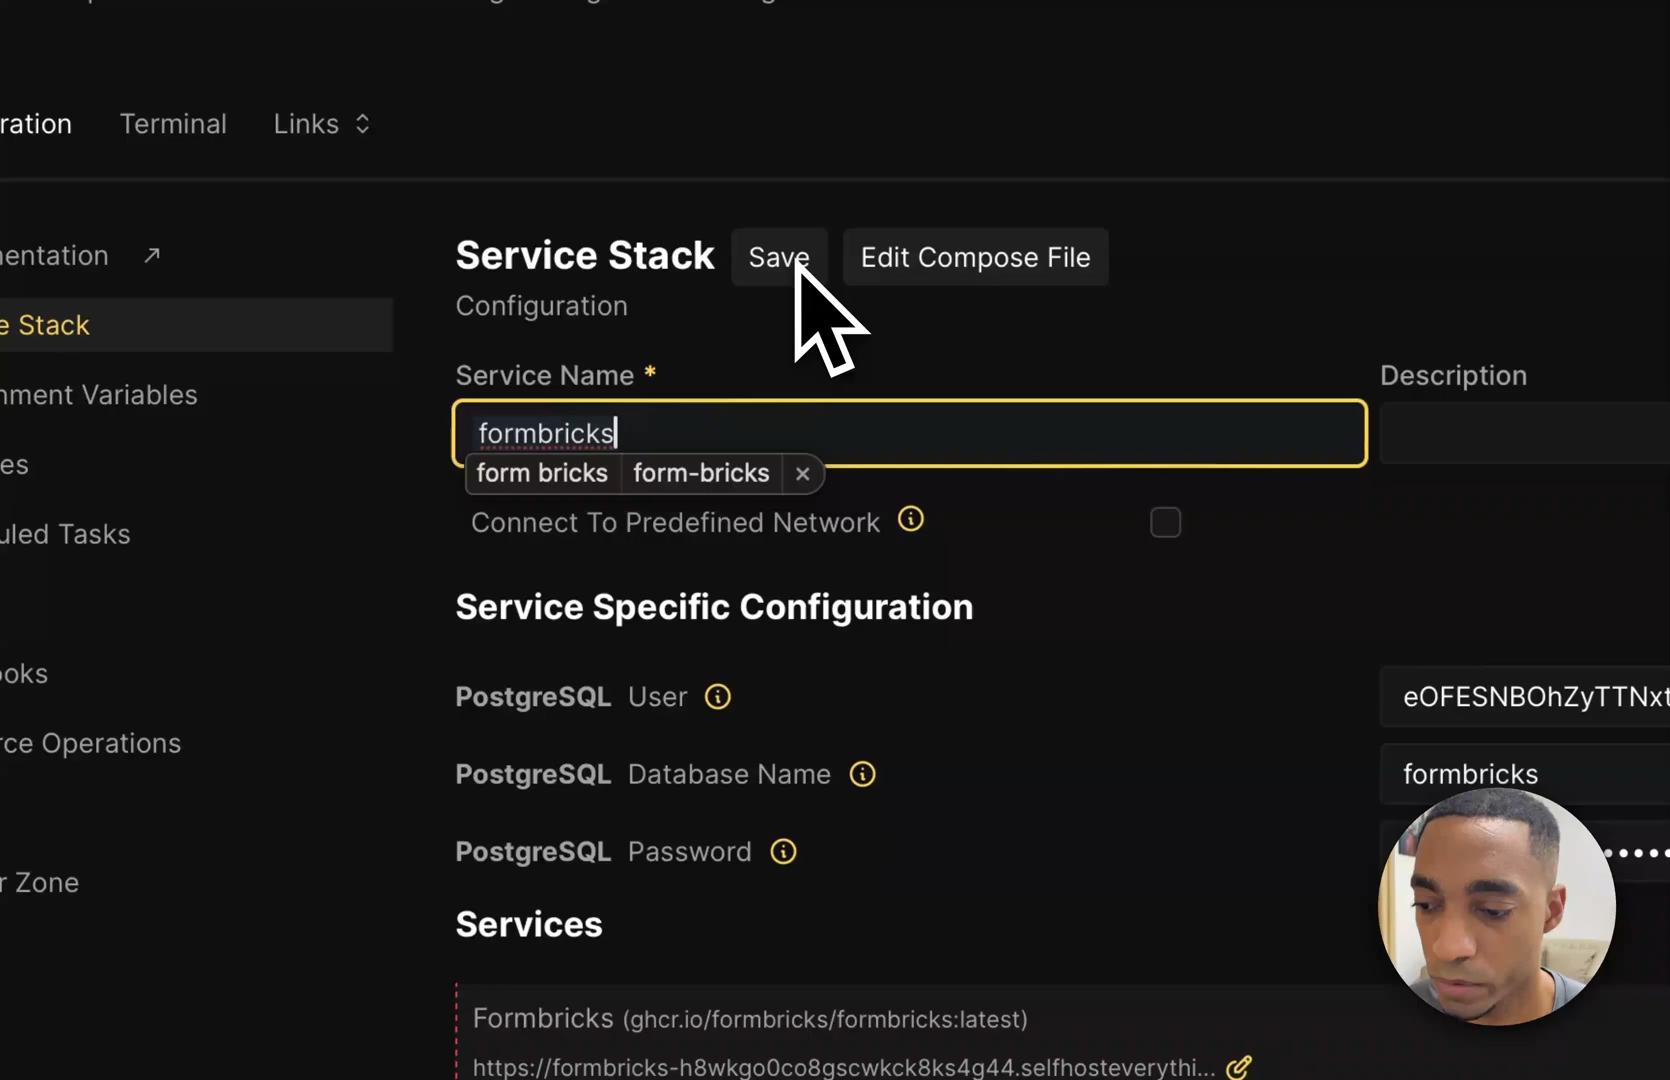 ration Terminal Links
mentation
e Stack
nment Variables
es
uled Tasks
ooks
rce Operations
r Zone
Service Stack Save Edit Compose File
Configuration
Service Name * Description
formbricks
form bricks form-bricks ×
Connect To Predefined Network
Service Specific Configuration
PostgreSQL User eOFESNBOhZyTTNxt
PostgreSQL Database Name formbricks
PostgreSQL Password
Services
Formbricks (ghcr.io/formbricks/formbricks:latest)
https://formbricks-h8wkgo0co8gscwkck8ks4g44.selfhosteverythi...